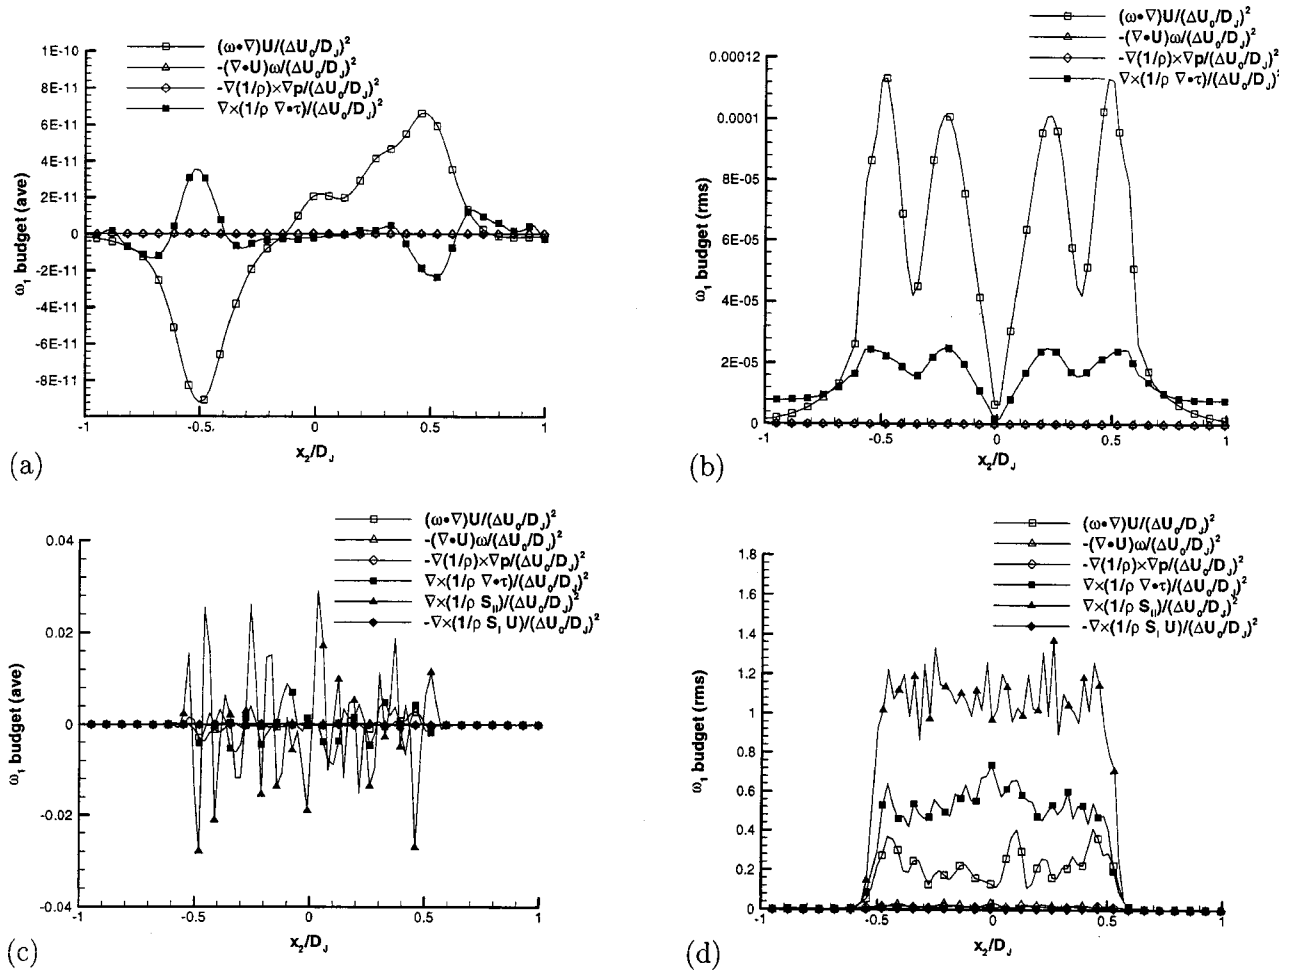 (ω•∇)U/(ΔU₀/D_J)²
-(∇•U)ω/(ΔU₀/D_J)²
-∇(1/ρ)×∇p/(ΔU₀/D_J)²
∇×(1/ρ ∇•τ)/(ΔU₀/D_J)²
1E-10
8E-11
6E-11
4E-11
2E-11
0
-2E-11
-4E-11
-6E-11
-8E-11
ω₁ budget (ave)
-1 -0.5 0 0.5 1
x₂/D_J
(a)
(ω•∇)U/(ΔU₀/D_J)²
-(∇•U)ω/(ΔU₀/D_J)²
-∇(1/ρ)×∇p/(ΔU₀/D_J)²
∇×(1/ρ ∇•τ)/(ΔU₀/D_J)²
0.00012
0.0001
8E-05
6E-05
4E-05
2E-05
0
ω₁ budget (rms)
-1 -0.5 0 0.5 1
x₂/D_J
(b)
(ω•∇)U/(ΔU₀/D_J)²
-(∇•U)ω/(ΔU₀/D_J)²
-∇(1/ρ)×∇p/(ΔU₀/D_J)²
∇×(1/ρ ∇•τ)/(ΔU₀/D_J)²
∇×(1/ρ S_II)/(ΔU₀/D_J)²
-∇×(1/ρ S_I U)/(ΔU₀/D_J)²
0.04
0.02
0
-0.02
-0.04
ω₁ budget (ave)
-1 -0.5 0 0.5 1
x₂/D_J
(c)
(ω•∇)U/(ΔU₀/D_J)²
-(∇•U)ω/(ΔU₀/D_J)²
-∇(1/ρ)×∇p/(ΔU₀/D_J)²
∇×(1/ρ ∇•τ)/(ΔU₀/D_J)²
∇×(1/ρ S_II)/(ΔU₀/D_J)²
-∇×(1/ρ S_I U)/(ΔU₀/D_J)²
1.8
1.6
1.4
1.2
1
0.8
0.6
0.4
0.2
0
ω₁ budget (rms)
-1 -0.5 0 0.5 1
x₂/D_J
(d)